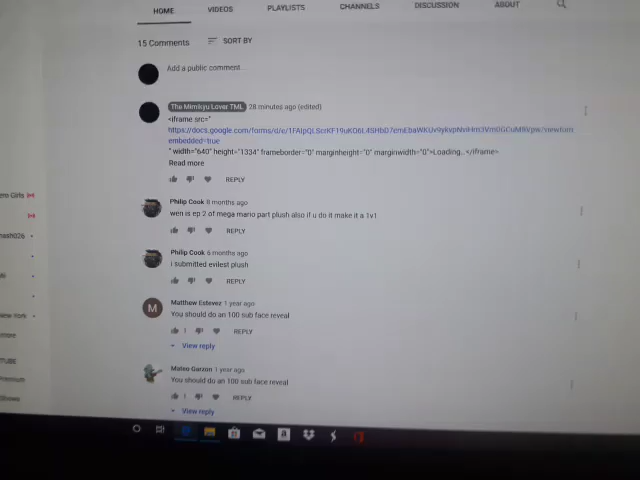 HOME VIDEOS PLAYLISTS CHANNELS DISCUSSION ABOUT
15 Comments SORT BY
Add a public comment...
The Mimikyu Lover TML 28 minutes ago (edited)
<iframe src="
embedded=true
" width="640" height="1334" frameborder="0" marginheight="0" marginwidth="0">Loading...</iframe>
Read more
REPLY
Philip Cook 8 months ago
wen is ep 2 of mega mario part plush also if u do it make it a 1v1
REPLY
Philip Cook 6 months ago
i submitted evilest plush
REPLY
Matthew Estevez 1 year ago
M
You should do an 100 sub face reveal
1 REPLY
View reply
Mateo Garzon 1 year ago
You should do an 100 sub face reveal
1 REPLY
View reply
Girls
TUBE
Premium